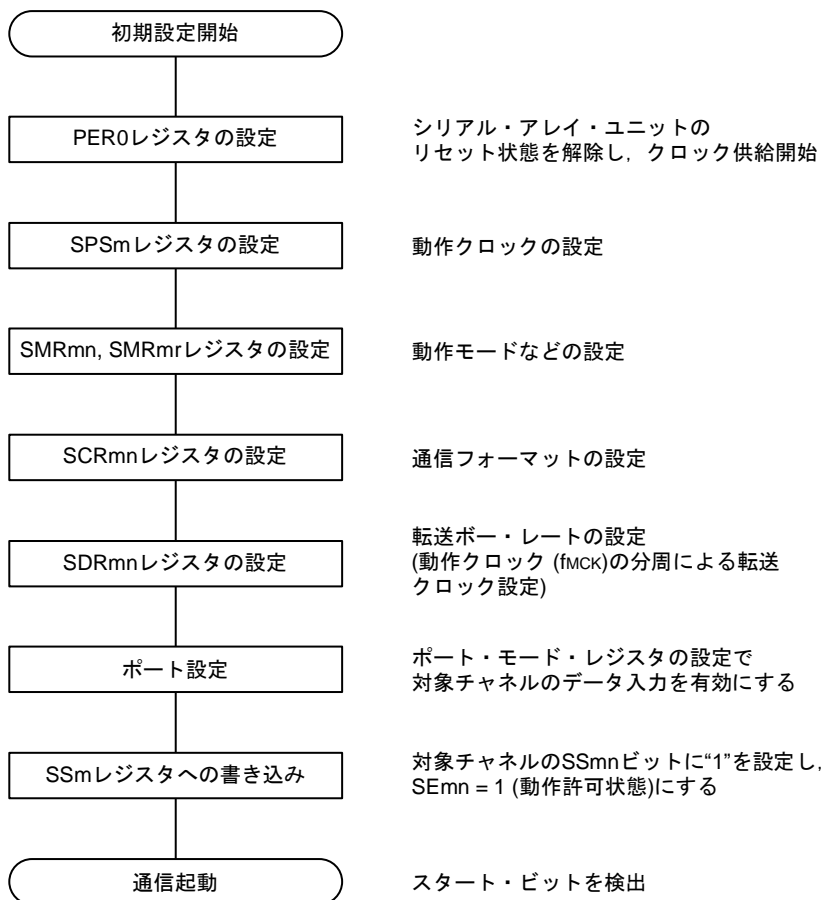 初期設定開始
PER0レジスタの設定
シリアル・アレイ・ユニットの
リセット状態を解除し，クロック供給開始
SPSmレジスタの設定
動作クロックの設定
SMRmn, SMRmrレジスタの設定
動作モードなどの設定
SCRmnレジスタの設定
通信フォーマットの設定
SDRmnレジスタの設定
転送ボー・レートの設定
(動作クロック (fMCK)の分周による転送
クロック設定)
ポート設定
ポート・モード・レジスタの設定で
対象チャネルのデータ入力を有効にする
SSmレジスタへの書き込み
対象チャネルのSSmnビットに“1”を設定し，
SEmn = 1 (動作許可状態)にする
通信起動
スタート・ビットを検出